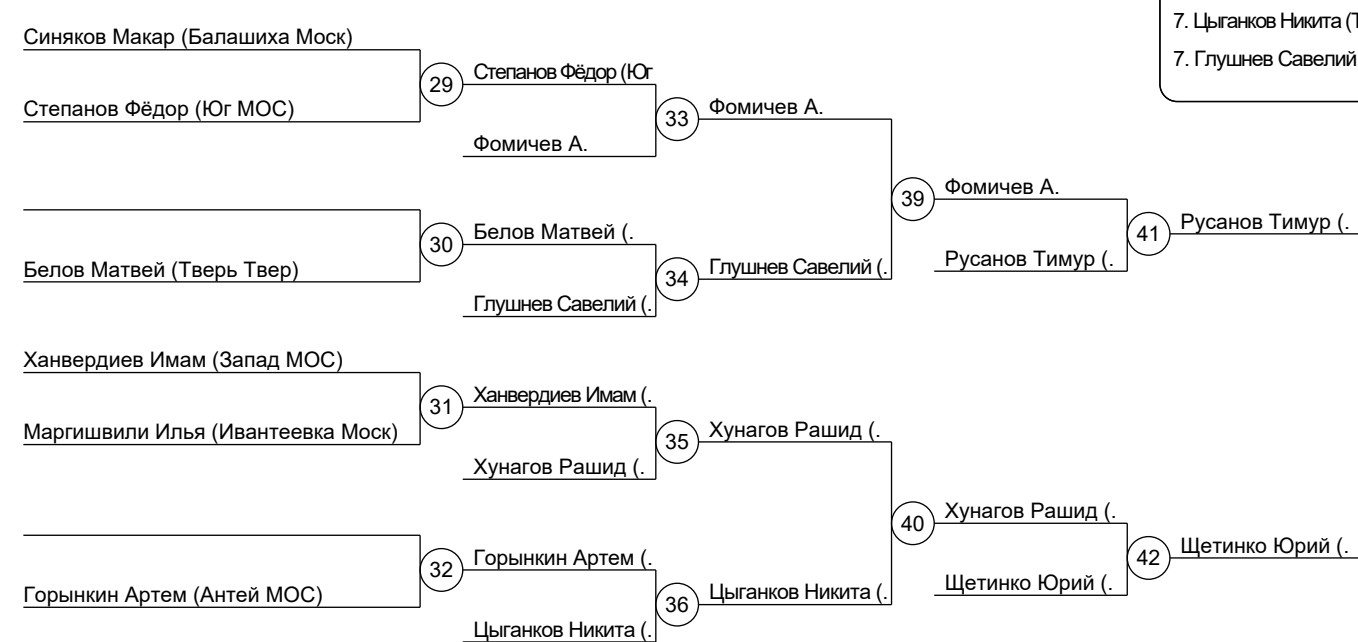 7. Цыганков Никита (Т
7. Глушнев Савелий
Синяков Макар (Балашиха Моск)
29
Степанов Фёдор (Юг
Степанов Фёдор (Юг МОС)
33
Фомичев А.
Фомичев А.
39
Фомичев А.
30
Белов Матвей (.
Белов Матвей (Тверь Твер)
34
Глушнев Савелий (.
Глушнев Савелий (.
Русанов Тимур (.
41
Русанов Тимур (.
Ханвердиев Имам (Запад МОС)
31
Ханвердиев Имам (.
Маргишвили Илья (Ивантеевка Моск)
35
Хунагов Рашид (.
Хунагов Рашид (.
40
Хунагов Рашид (.
32
Горынкин Артем (.
Горынкин Артем (Антей МОС)
36
Цыганков Никита (.
Цыганков Никита (.
Щетинко Юрий (.
42
Щетинко Юрий (.